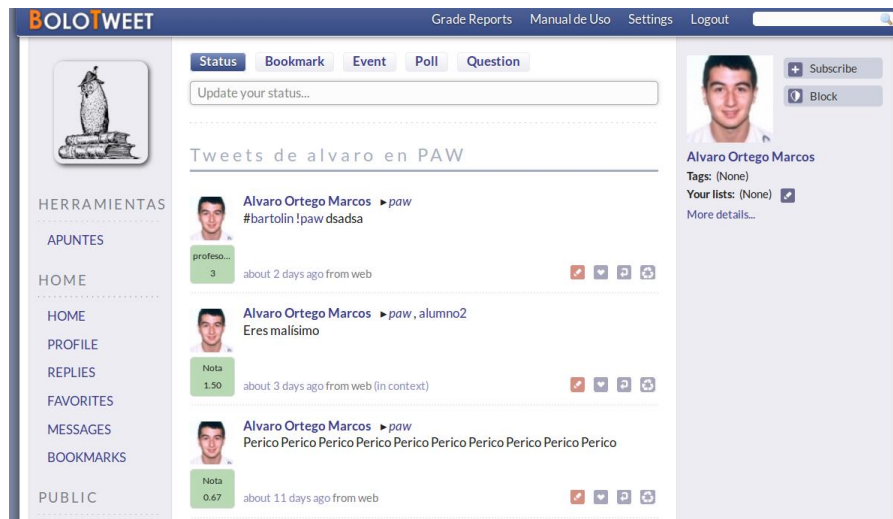 BOLOTWEET
Grade Reports Manual de Uso Settings Logout
Status Bookmark Event Poll Question
Update your status...
Tweets de alvaro en PAW
HERRAMIENTAS
APUNTES
HOME
HOME
PROFILE
REPLIES
FAVORITES
MESSAGES
BOOKMARKS
PUBLIC
Alvaro Ortego Marcos ▸ paw
#bartolin !paw dsadsa
profeso...
3
about 2 days ago from web
Alvaro Ortego Marcos ▸ paw , alumno2
Eres malísimo
Nota
1.50
about 3 days ago from web (in context)
Alvaro Ortego Marcos ▸ paw
Perico Perico Perico Perico Perico Perico Perico Perico Perico Perico
Nota
0.67
about 11 days ago from web
Subscribe
Block
Alvaro Ortego Marcos
Tags: (None)
Your lists: (None)
More details...